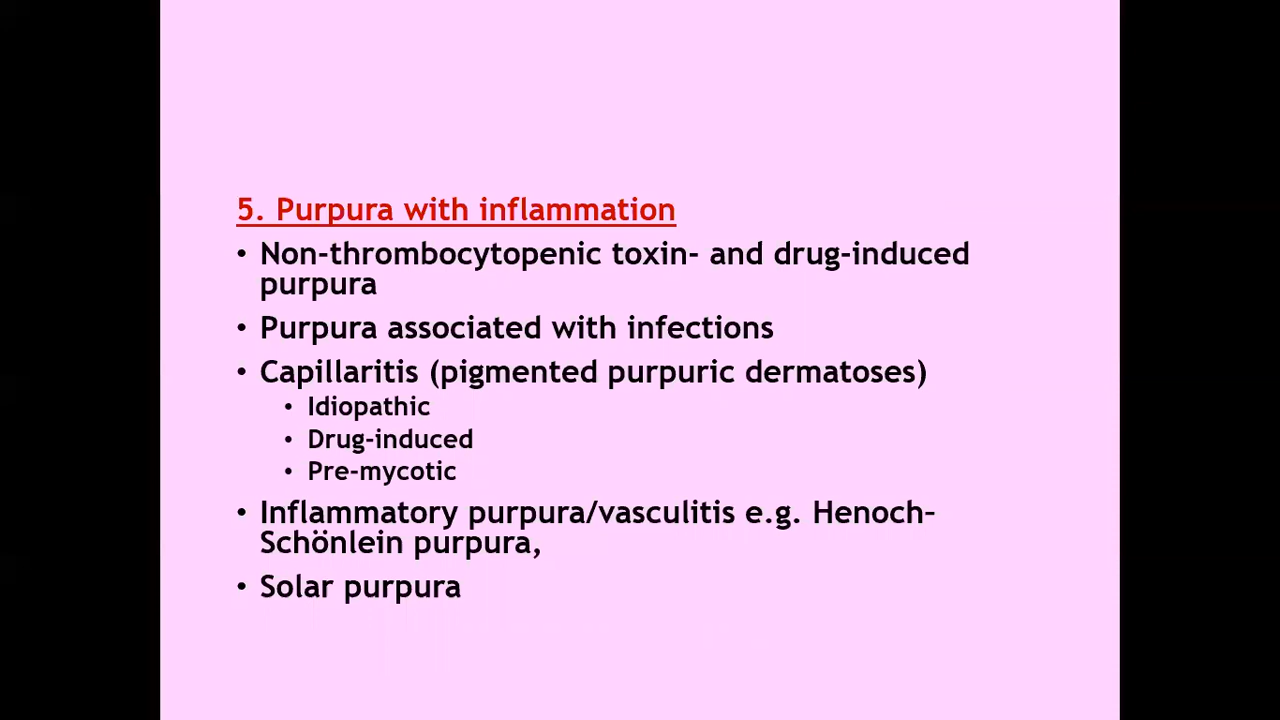 5. Purpura with inflammation
• Non-thrombocytopenic toxin- and drug-induced
purpura
• Purpura associated with infections
• Capillaritis (pigmented purpuric dermatoses)
• Idiopathic
• Drug-induced
• Pre-mycotic
• Inflammatory purpura/vasculitis e.g. Henoch–
Schönlein purpura,
• Solar purpura